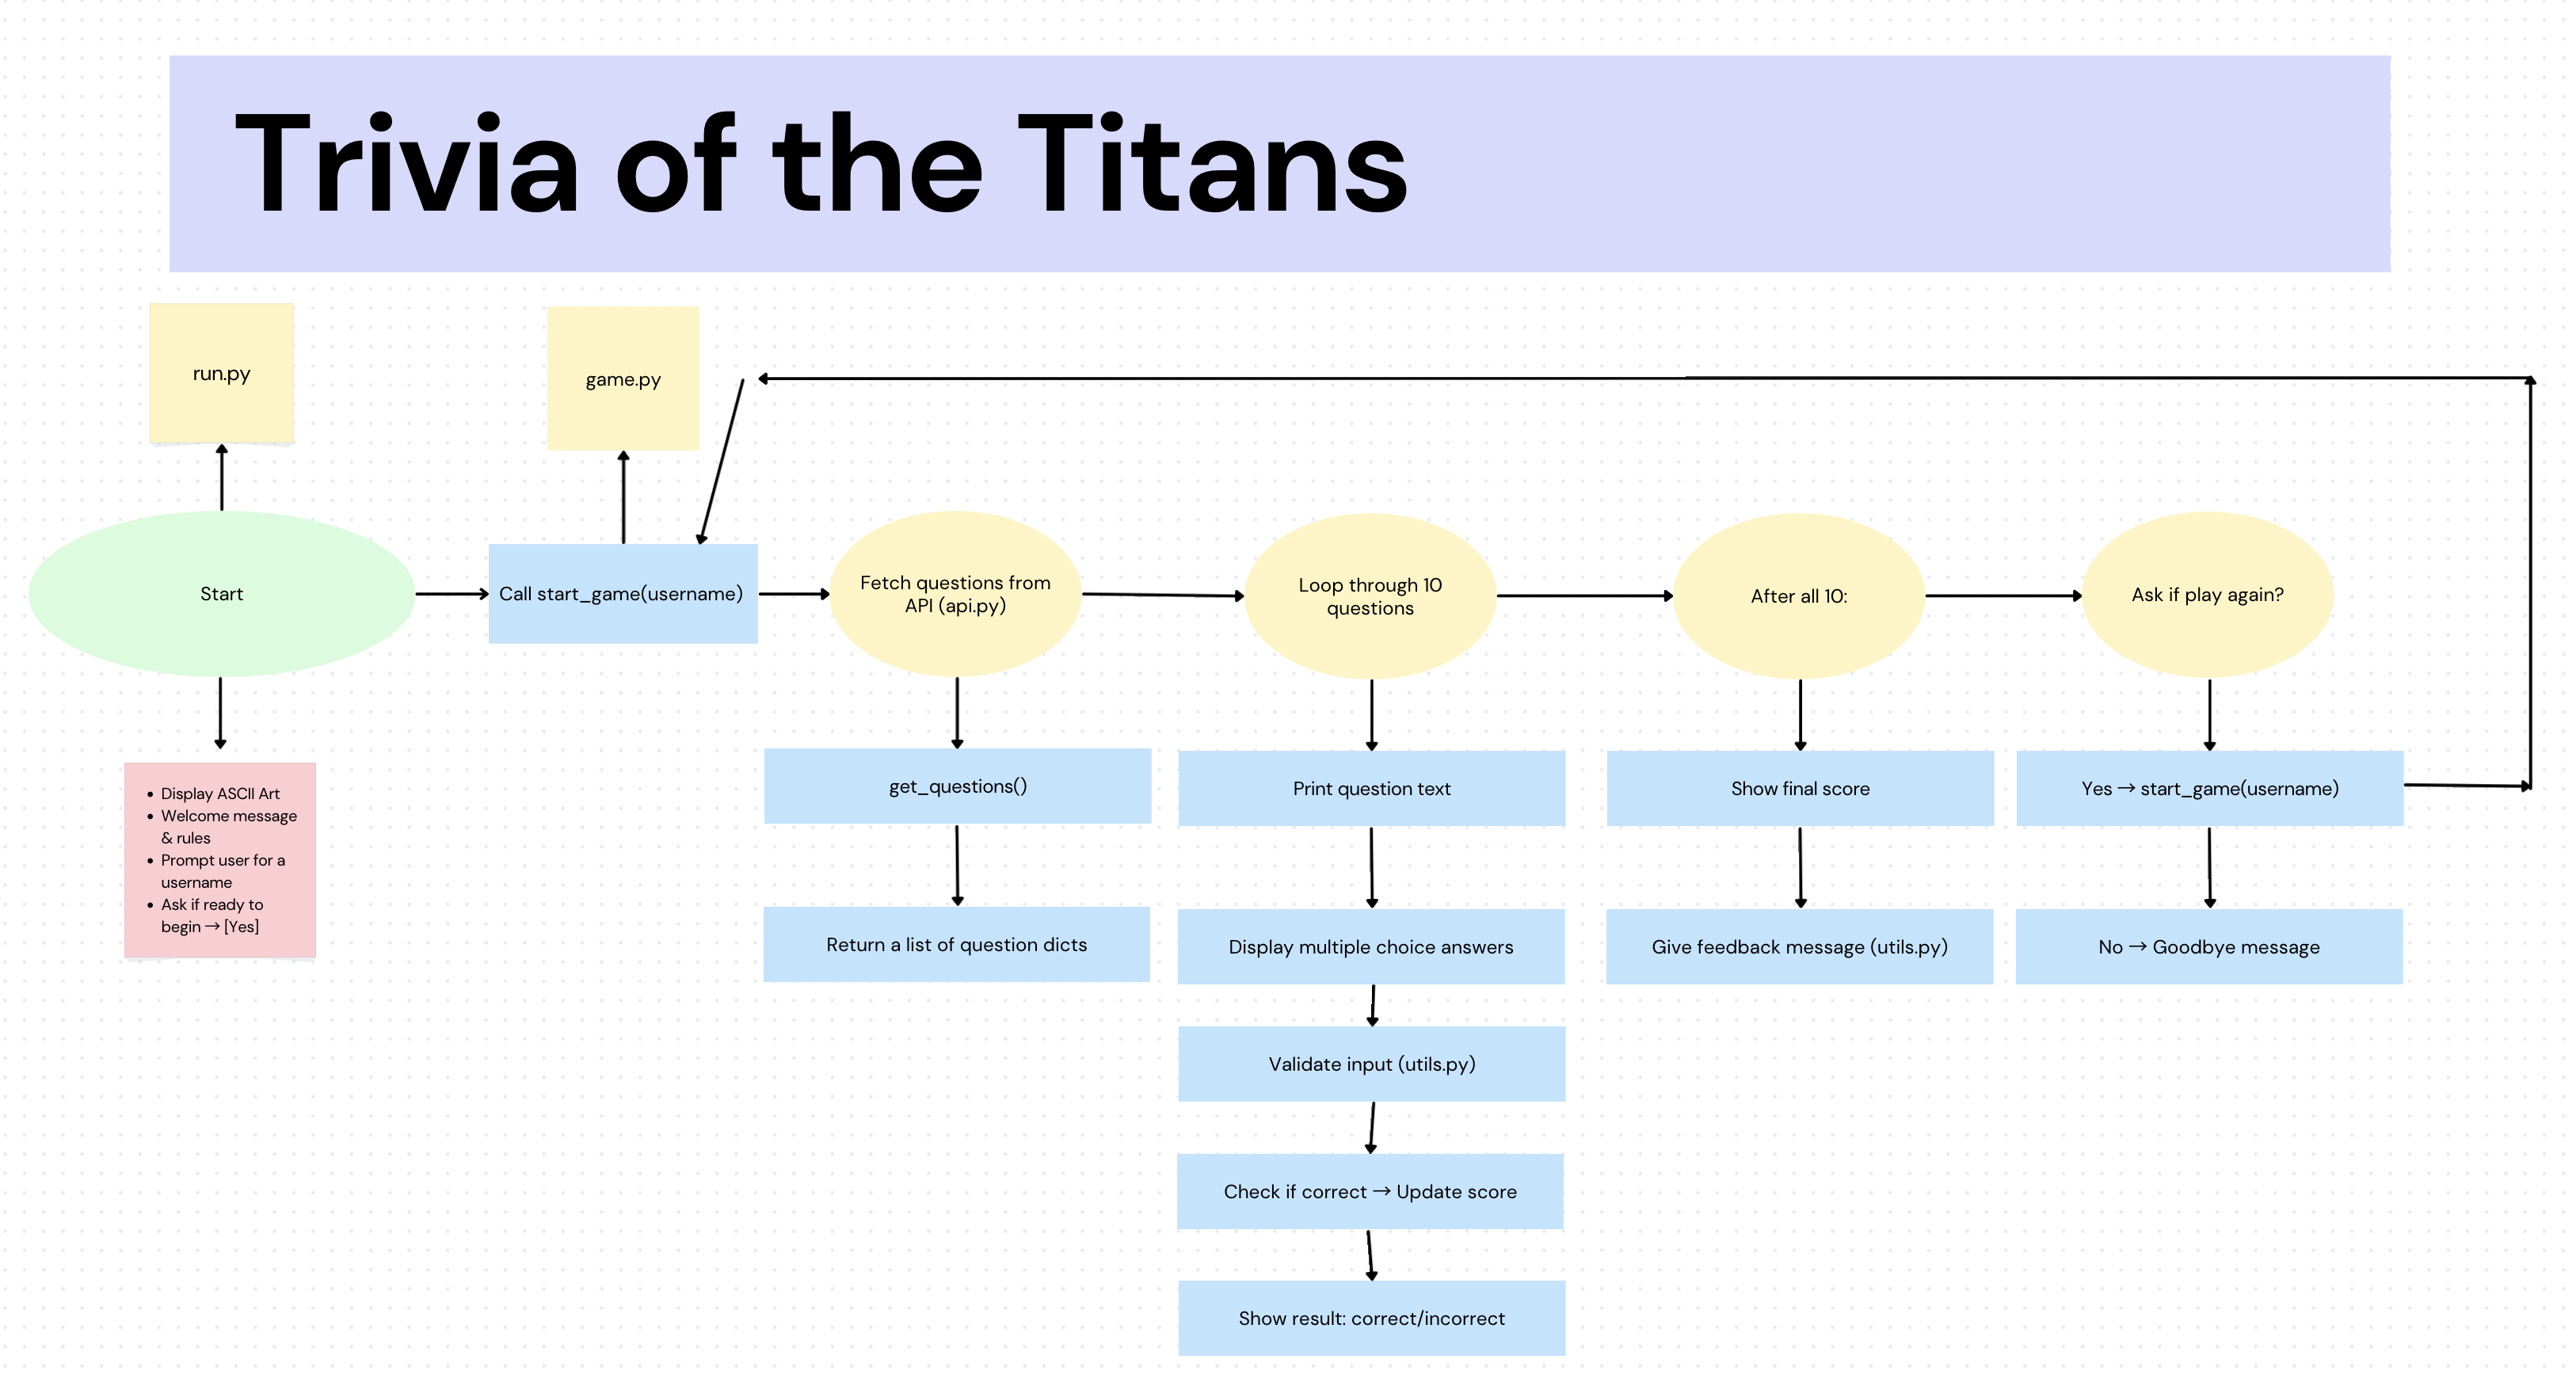 Trivia of the Titans
run.py
game.py
Start
Call start_game(username)
Fetch questions from
API (api.py)
Loop through 10
questions
After all 10:
Ask if play again?
• Display ASCII Art
• Welcome message
& rules
• Prompt user for a
username
• Ask if ready to
begin → [Yes]
get_questions()
Return a list of question dicts
Print question text
Display multiple choice answers
Validate input (utils.py)
Check if correct → Update score
Show result: correct/incorrect
Show final score
Give feedback message (utils.py)
Yes → start_game(username)
No → Goodbye message